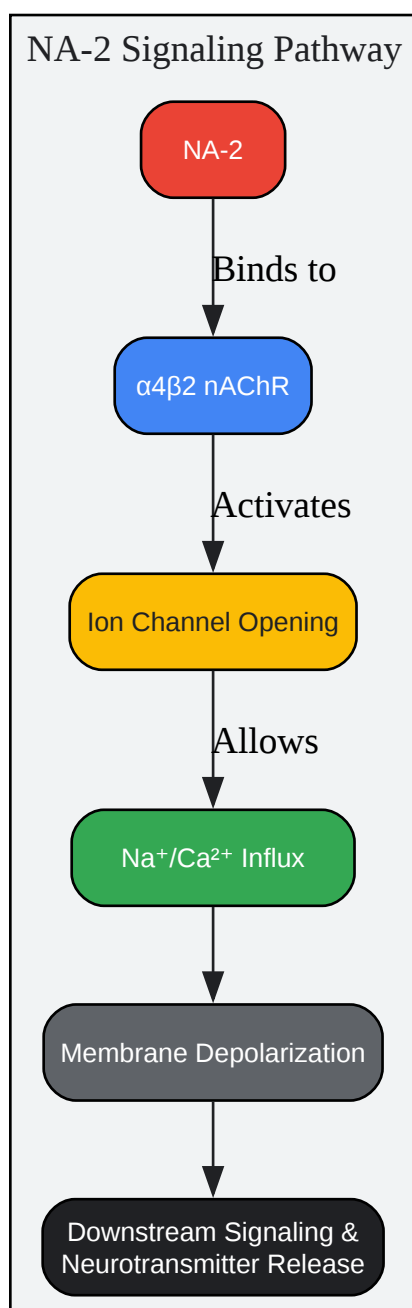 NA-2 Signaling Pathway
NA-2
Binds to
α4β2 nAChR
Activates
Ion Channel Opening
Allows
Na⁺/Ca²⁺ Influx
Membrane Depolarization
Downstream Signaling &
Neurotransmitter Release